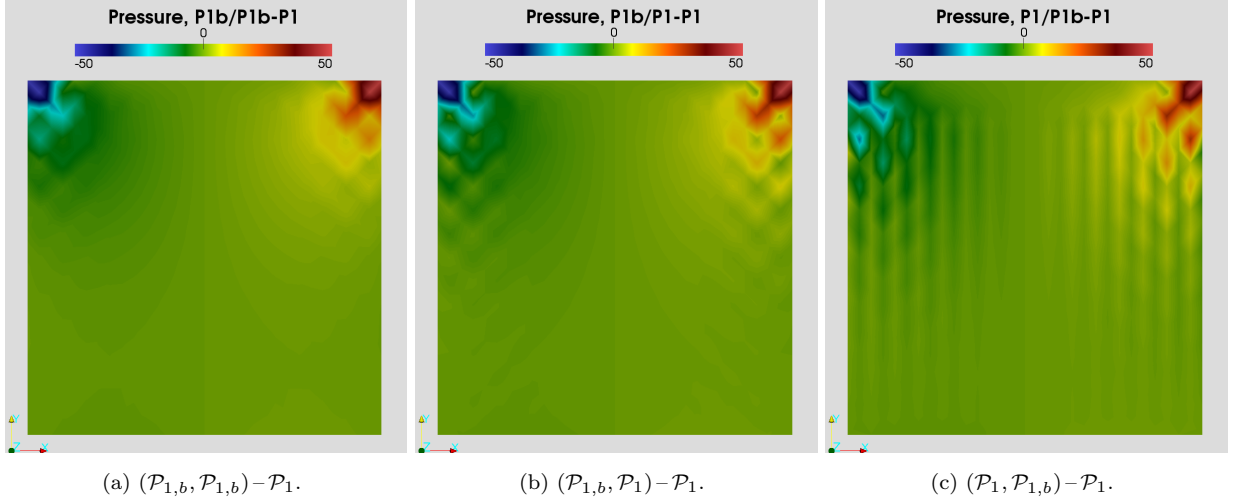 Pressure, P1b/P1b-P1
0
-50 50
Y
Z X
(a) (𝒫1,b, 𝒫1,b)–𝒫1.
Pressure, P1b/P1-P1
0
-50 50
Y
Z X
(b) (𝒫1,b, 𝒫1)–𝒫1.
Pressure, P1/P1b-P1
0
-50 50
Y
Z X
(c) (𝒫1, 𝒫1,b)–𝒫1.